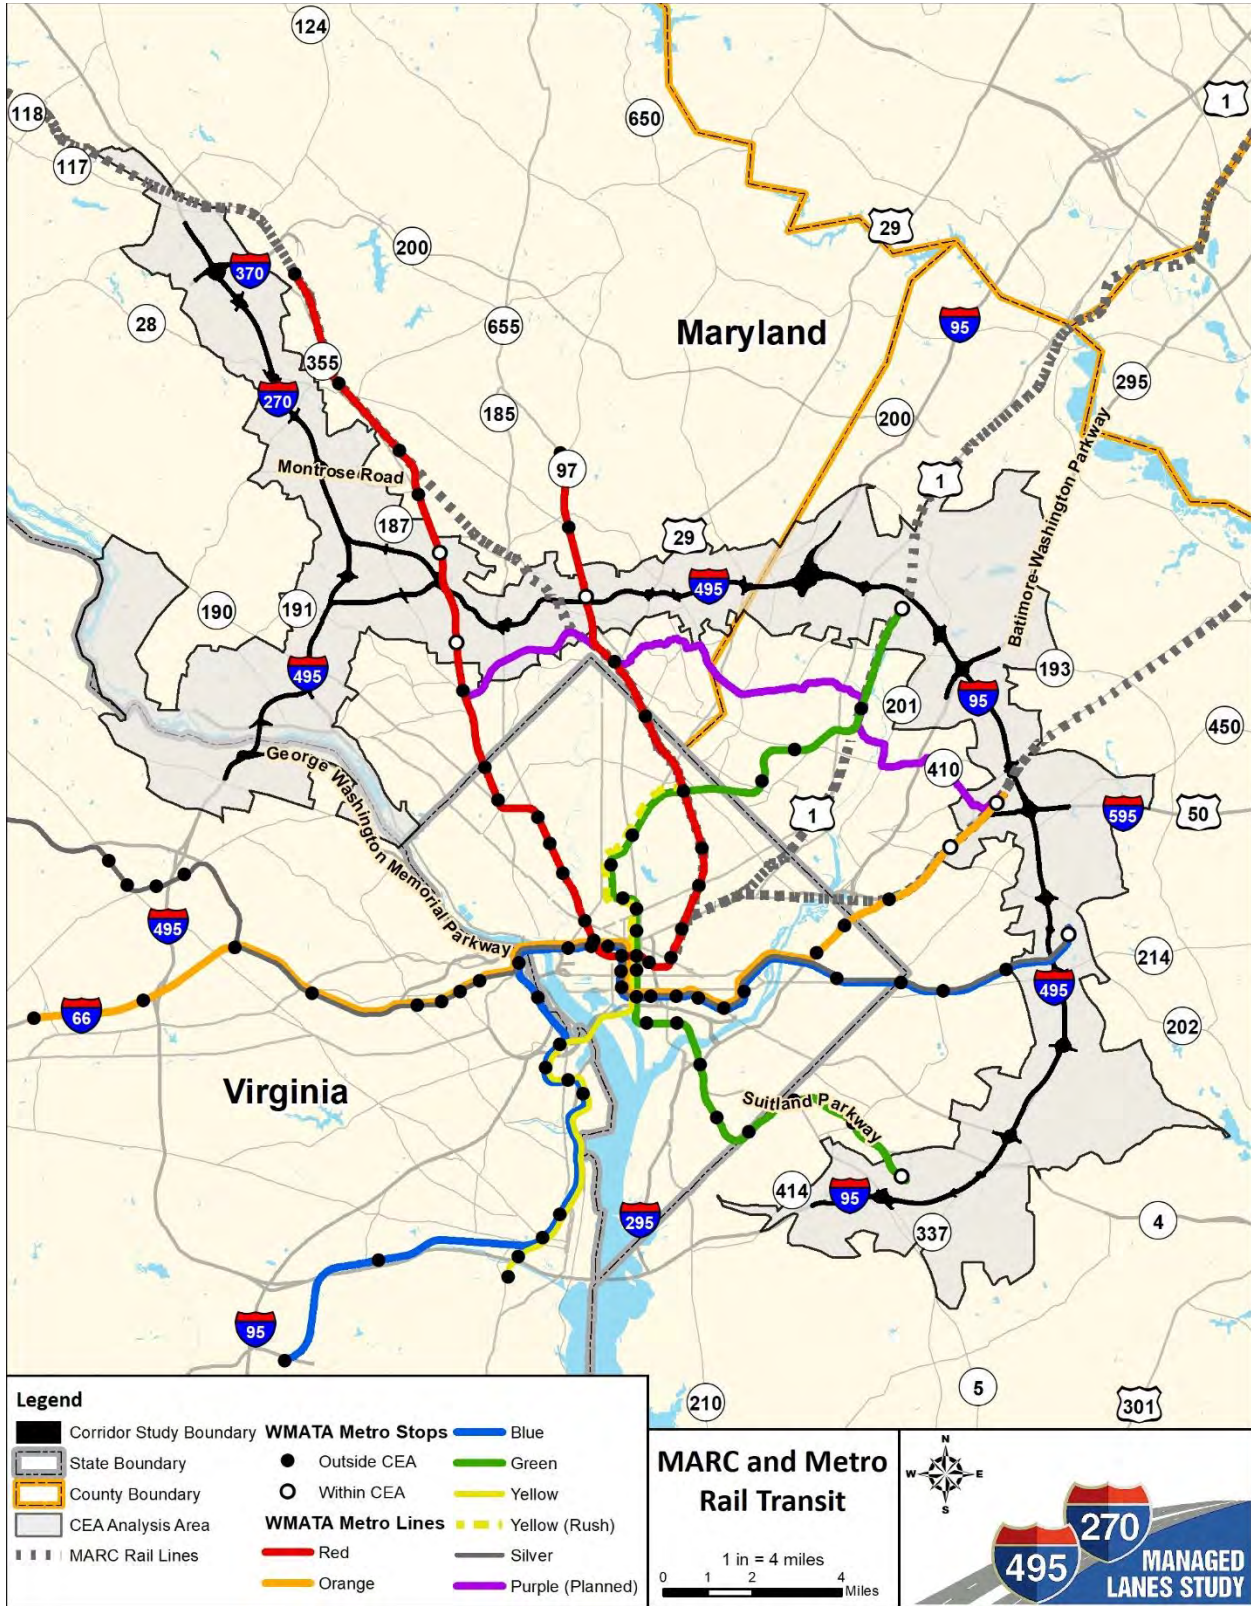 124
1
118
650
117
29
200
370
28
655
Maryland
95
355
295
270
185
200
97
1
Montrose Road
187
29
495
Batimore-Washington Parkway
190
191
193
495
201
95
450
George Washington Memorial Parkway
410
1
595
50
495
214
495
66
202
Virginia
Suitland Parkway
414
95
295
337
4
95
5
210
301
Legend
Corridor Study Boundary
State Boundary
County Boundary
CEA Analysis Area
MARC Rail Lines
WMATA Metro Stops
Outside CEA
Within CEA
WMATA Metro Lines
Red
Orange
Blue
Green
Yellow
Yellow (Rush)
Silver
Purple (Planned)
MARC and Metro
Rail Transit
1 in = 4 miles
0 1 2 4
Miles
N
W E
S
495
270
MANAGED
LANES STUDY